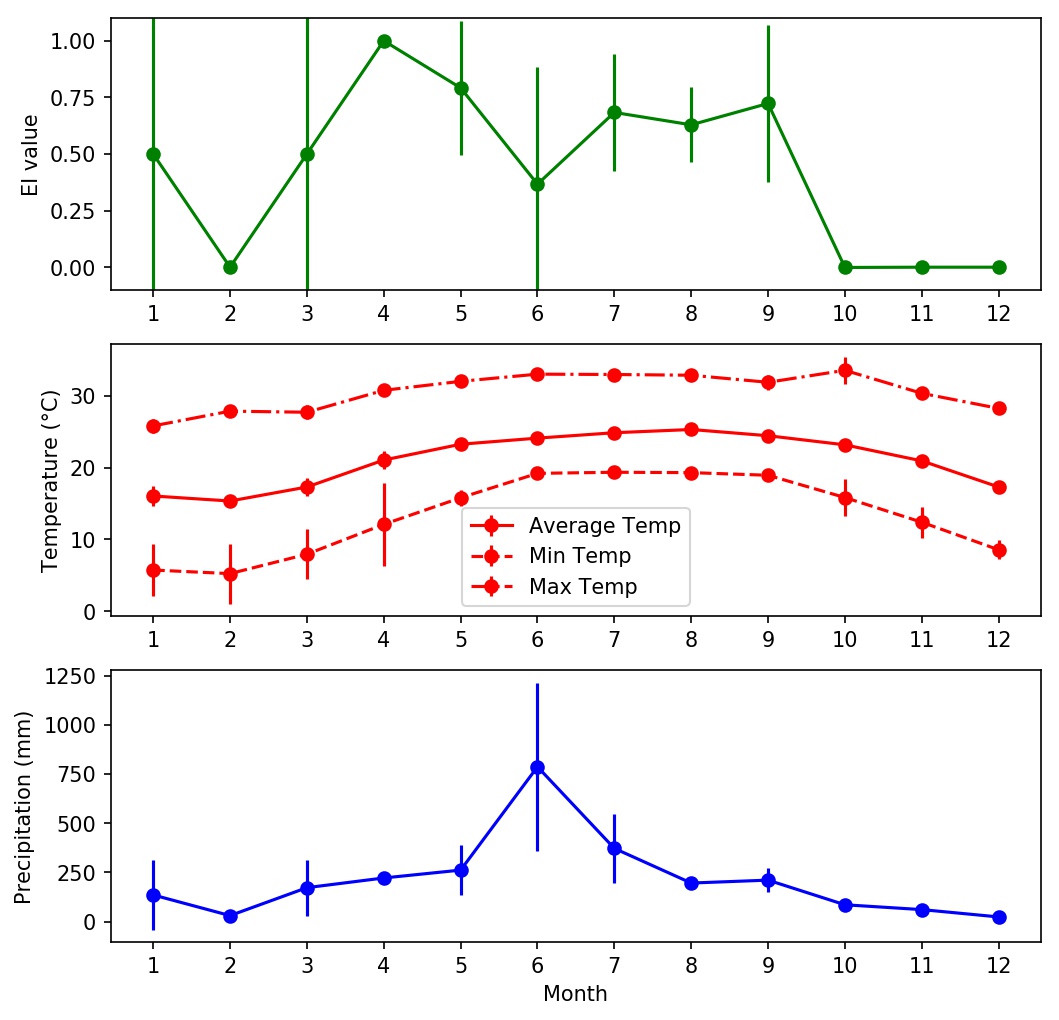 EI value
1.00
0.75
0.50
0.25
0.00
1 2 3 4 5 6 7 8 9 10 11 12
Temperature (°C)
30
20
10
0
Average Temp
Min Temp
Max Temp
1 2 3 4 5 6 7 8 9 10 11 12
Precipitation (mm)
1250
1000
750
500
250
0
1 2 3 4 5 6 7 8 9 10 11 12
Month